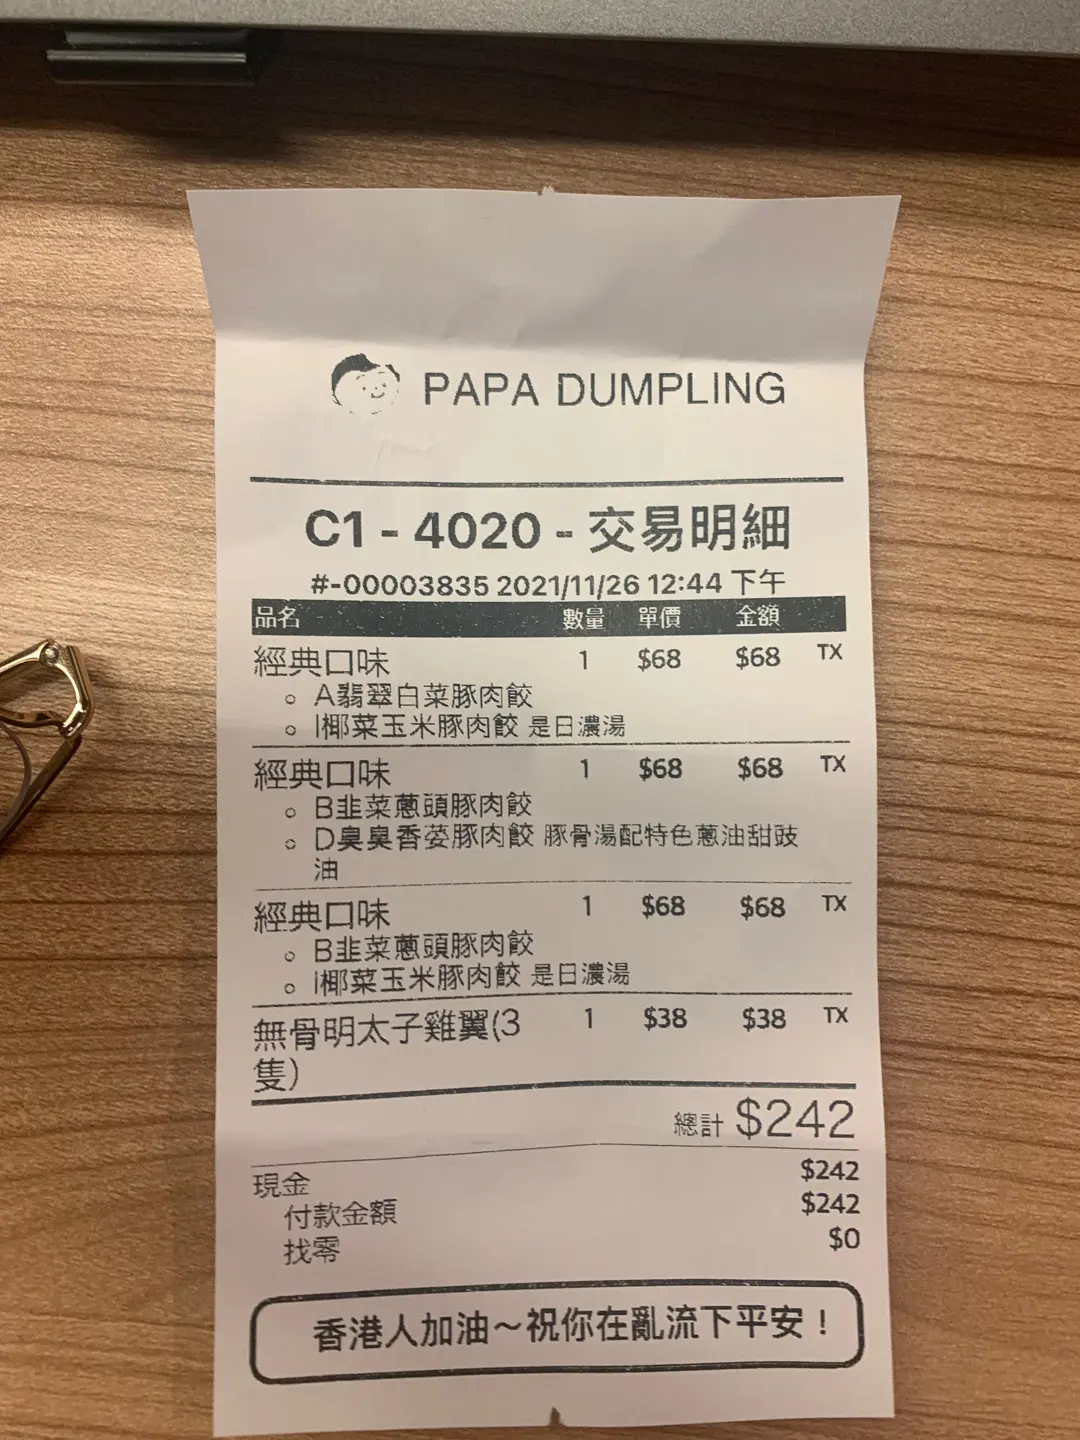 PAPA DUMPLING
C1 - 4020 - 交易明細
#-00003835 2021/11/26 12:44 下午
品名 數量 單價 金額
經典口味 1 $68 $68 TX
○ A翡翠白菜豚肉餃
○ I椰菜玉米豚肉餃 是日濃湯
經典口味 1 $68 $68 TX
○ B韭菜蔥頭豚肉餃
○ D臭臭香荽豚肉餃 豚骨湯配特色蔥油甜豉
油
經典口味 1 $68 $68 TX
○ B韭菜蔥頭豚肉餃
○ I椰菜玉米豚肉餃 是日濃湯
無骨明太子雞翼(3 1 $38 $38 TX
隻)
總計 $242
現金 $242
付款金額 $242
找零 $0
香港人加油～祝你在亂流下平安！